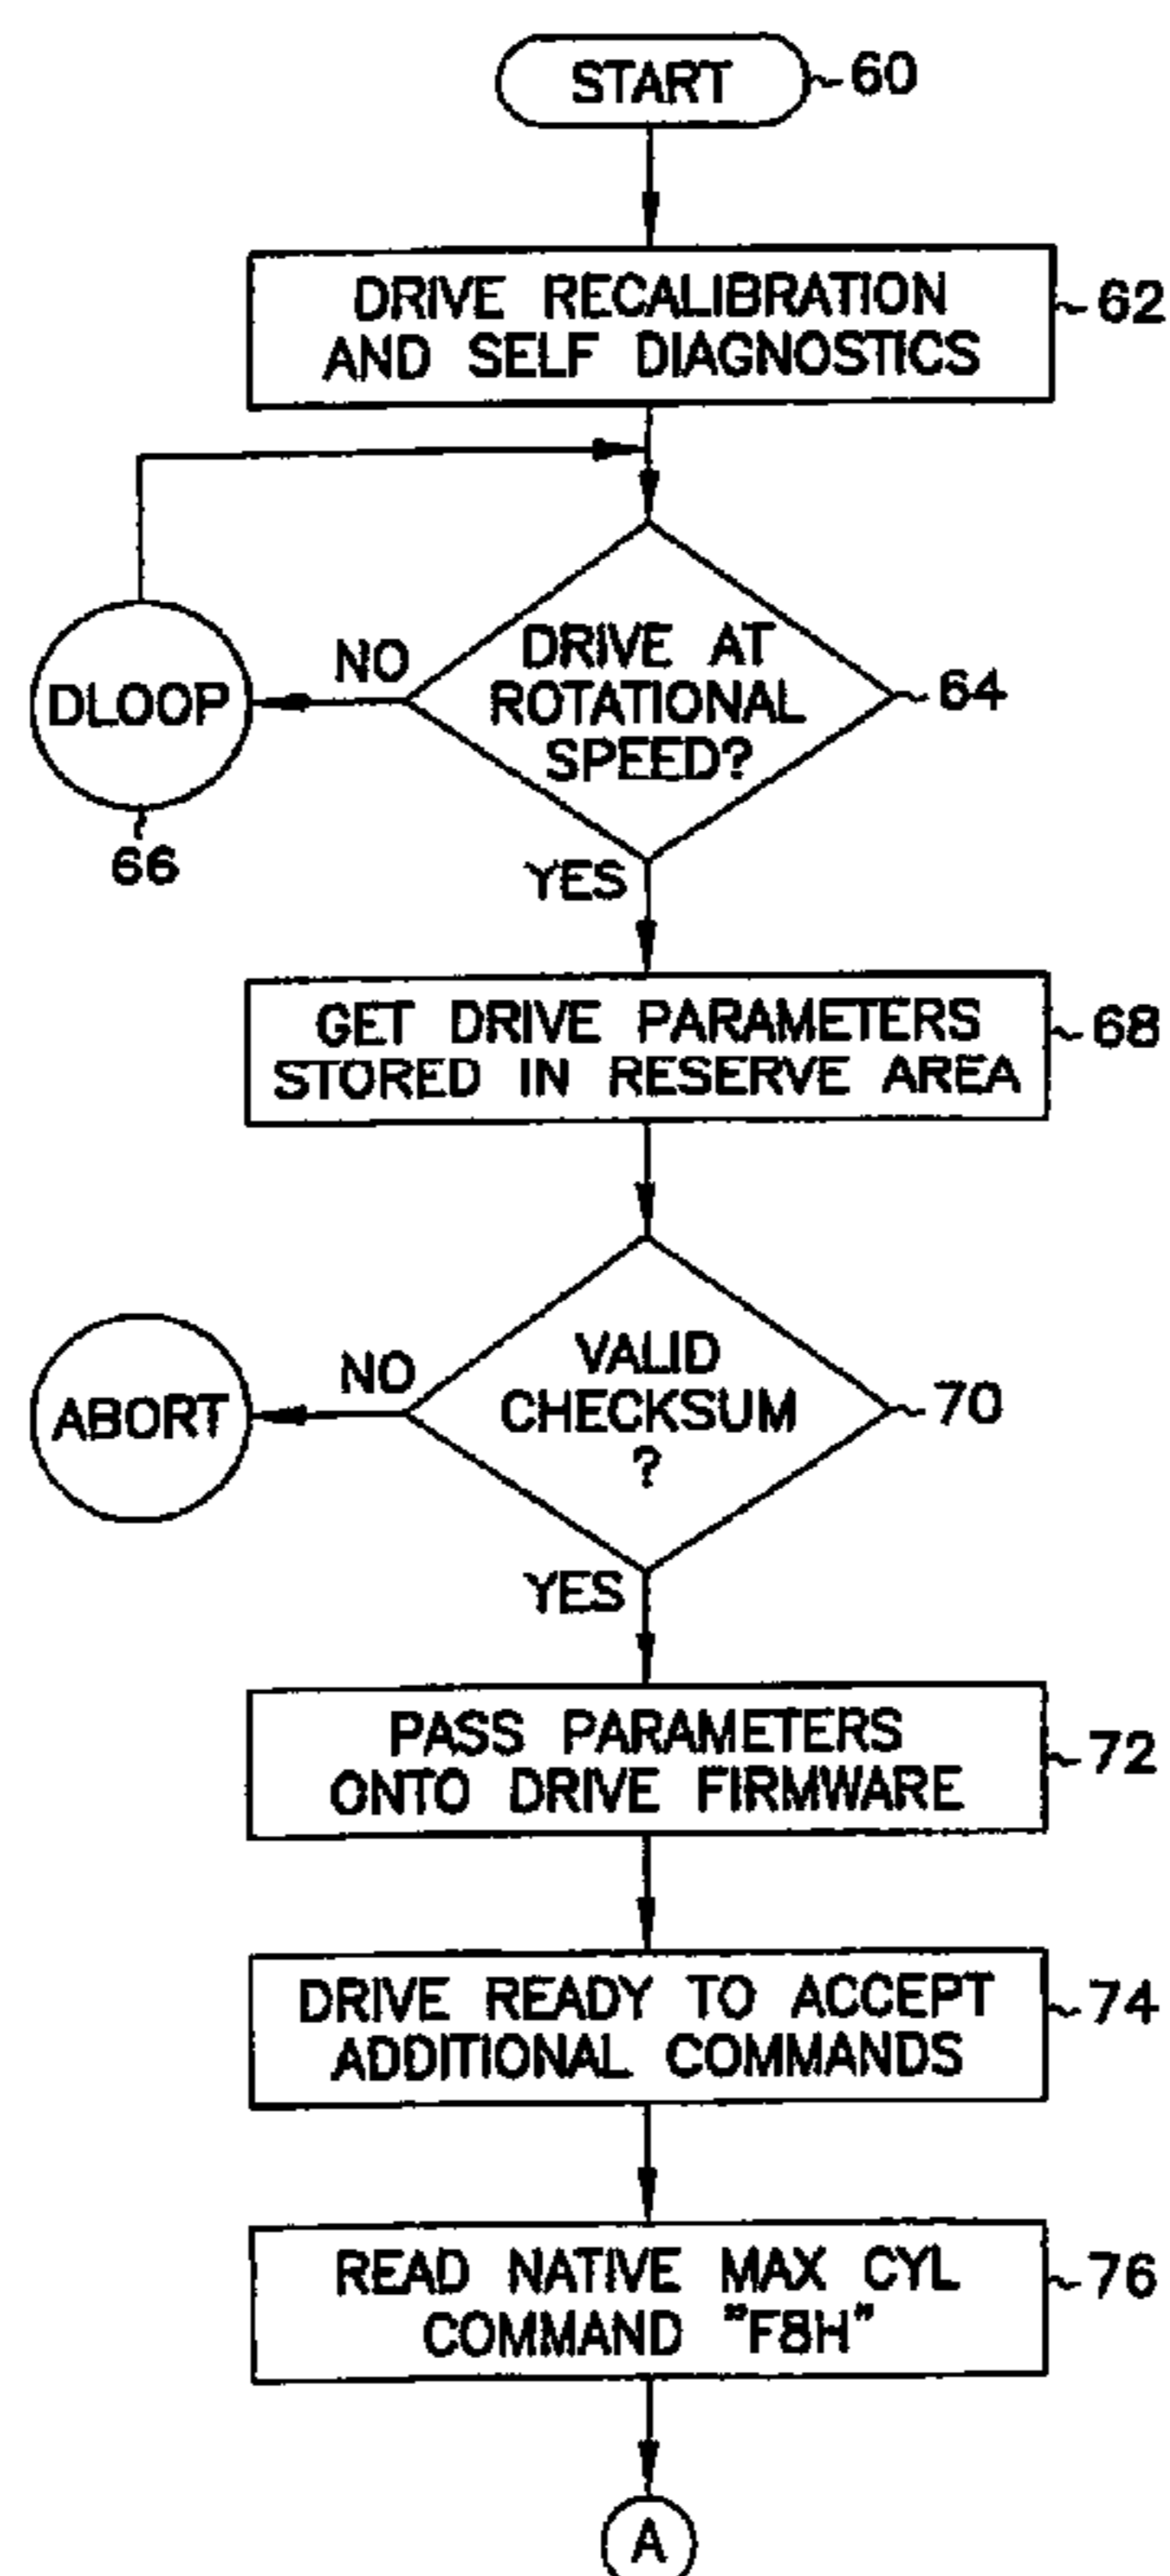 START
60
DRIVE RECALIBRATION
AND SELF DIAGNOSTICS
62
DRIVE AT
ROTATIONAL
SPEED?
64
NO
DLOOP
66
YES
GET DRIVE PARAMETERS
STORED IN RESERVE AREA
68
VALID
CHECKSUM
?
70
NO
ABORT
YES
PASS PARAMETERS
ONTO DRIVE FIRMWARE
72
DRIVE READY TO ACCEPT
ADDITIONAL COMMANDS
74
READ NATIVE MAX CYL
COMMAND "F8H"
76
A